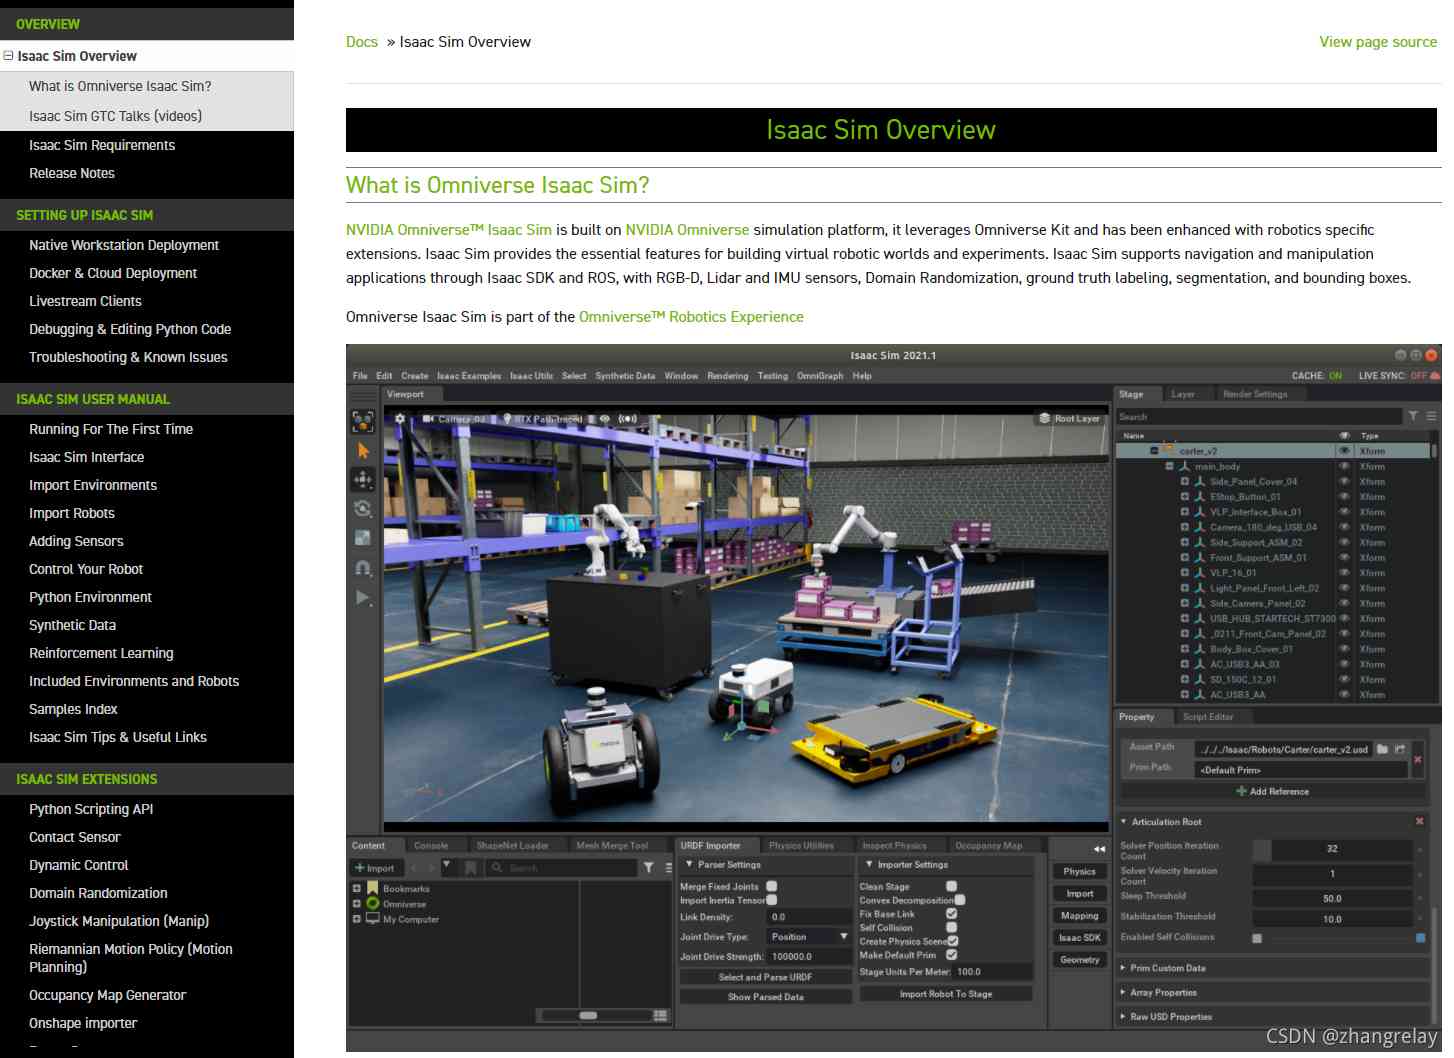 OVERVIEW
Isaac Sim Overview
What is Omniverse Isaac Sim?
Isaac Sim GTC Talks (videos)
Isaac Sim Requirements
Release Notes
SETTING UP ISAAC SIM
Native Workstation Deployment
Docker & Cloud Deployment
Livestream Clients
Debugging & Editing Python Code
Troubleshooting & Known Issues
ISAAC SIM USER MANUAL
Running For The First Time
Isaac Sim Interface
Import Environments
Import Robots
Adding Sensors
Control Your Robot
Python Environment
Synthetic Data
Reinforcement Learning
Included Environments and Robots
Samples Index
Isaac Sim Tips & Useful Links
ISAAC SIM EXTENSIONS
Python Scripting API
Contact Sensor
Dynamic Control
Domain Randomization
Joystick Manipulation (Manip)
Riemannian Motion Policy (Motion
Planning)
Occupancy Map Generator
Onshape importer
Docs » Isaac Sim Overview
View page source
Isaac Sim Overview
What is Omniverse Isaac Sim?
NVIDIA Omniverse™ Isaac Sim is built on NVIDIA Omniverse simulation platform, it leverages Omniverse Kit and has been enhanced with robotics specific
extensions. Isaac Sim provides the essential features for building virtual robotic worlds and experiments. Isaac Sim supports navigation and manipulation
applications through Isaac SDK and ROS, with RGB-D, Lidar and IMU sensors, Domain Randomization, ground truth labeling, segmentation, and bounding boxes.
Omniverse Isaac Sim is part of the Omniverse™ Robotics Experience
Isaac Sim 2021.1
File Edit Create Isaac Examples Isaac Utils Select Synthetic Data Window Rendering Testing OmniGraph Help
CACHE: ON LIVE SYNC: OFF
Viewport
Camera_03 RTX Path-traced
Root Layer
Stage Layer Render Settings
Search
Name Type
carter_v2 Xform
main_body Xform
Side_Panel_Cover_04 Xform
EStop_Button_01 Xform
VLP_Interface_Box_01 Xform
Camera_180_deg_USB_04 Xform
Side_Support_ASM_02 Xform
Front_Support_ASM_01 Xform
VLP_16_01 Xform
Light_Panel_Front_Left_02 Xform
Side_Camera_Panel_02 Xform
USB_HUB_STARTECH_ST7300 Xform
_0211_Front_Cam_Panel_02 Xform
Body_Box_Cover_01 Xform
AC_USB3_AA_03 Xform
SD_150C_12_01 Xform
AC_USB3_AA Xform
Property Script Editor
Asset Path ../../../Isaac/Robots/Carter/carter_v2.usd
Prim Path <Default Prim>
Add Reference
Articulation Root
Solver Position Iteration
Count
32
Solver Velocity Iteration
Count
1
Sleep Threshold 50.0
Stabilization Threshold 10.0
Enabled Self Collisions
Prim Custom Data
Array Properties
Raw USD Properties
Content Console ShapeNet Loader Mesh Merge Tool
Import Search
Bookmarks
Omniverse
My Computer
URDF Importer Physics Utilities Inspect Physics Occupancy Map
Parser Settings
Merge Fixed Joints
Import Inertia Tensor
Link Density: 0.0
Joint Drive Type: Position
Joint Drive Strength: 100000.0
Select and Parse URDF
Show Parsed Data
Importer Settings
Clean Stage
Convex Decomposition
Fix Base Link
Self Collision
Create Physics Scene
Make Default Prim
Stage Units Per Meter: 100.0
Import Robot To Stage
Physics
Import
Mapping
Isaac SDK
Geometry
CSDN @zhangrelay